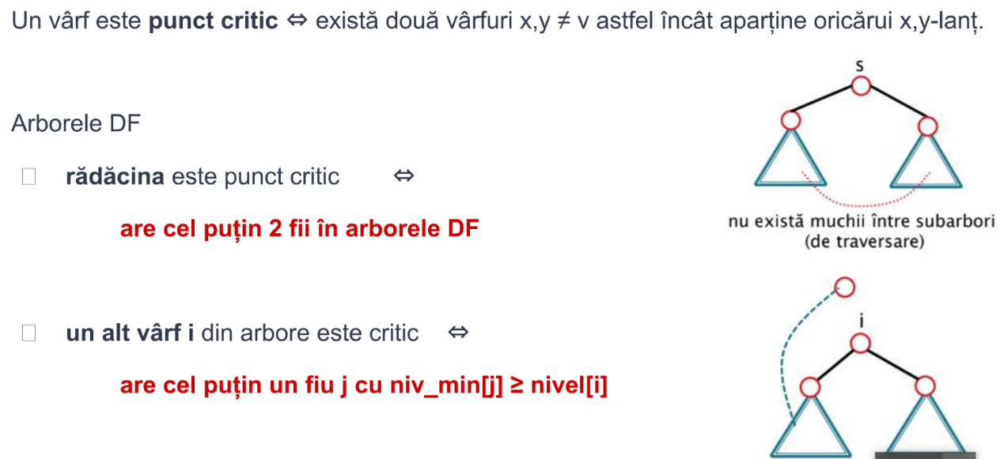 Un vârf este punct critic ⇔ există două vârfuri x,y ≠ v astfel încât aparține oricărui x,y-lanț.
s
Arborele DF
rădăcina este punct critic ⇔
are cel puțin 2 fii în arborele DF
nu există muchii între subarbori
(de traversare)
i
un alt vârf i din arbore este critic ⇔
are cel puțin un fiu j cu niv_min[j] ≥ nivel[i]